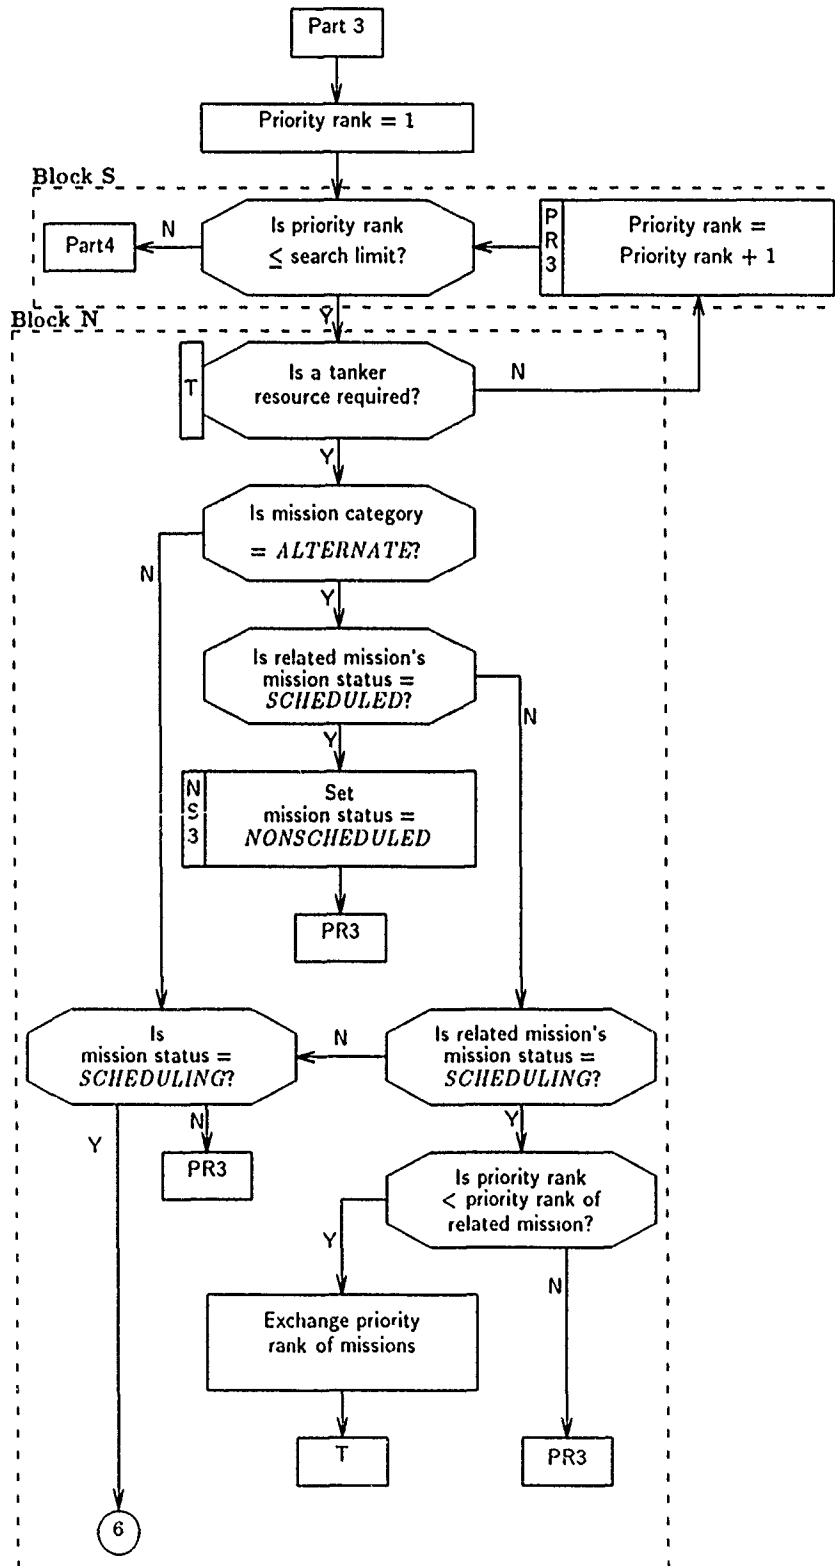 Part 3
Priority rank = 1
Block S
Is priority rank
≤ search limit?
N
Part4
P
R
3
Priority rank =
Priority rank + 1
Y
Block N
T
Is a tanker
resource required?
N
Y
Is mission category
= ALTERNATE?
N
Y
Is related mission's
mission status =
SCHEDULED?
N
Y
N
S
3
Set
mission status =
NONSCHEDULED
PR3
Is
mission status =
SCHEDULING?
N
Is related mission's
mission status =
SCHEDULING?
Y
N
PR3
Y
Is priority rank
< priority rank of
related mission?
Y
N
Exchange priority
rank of missions
T
PR3
6